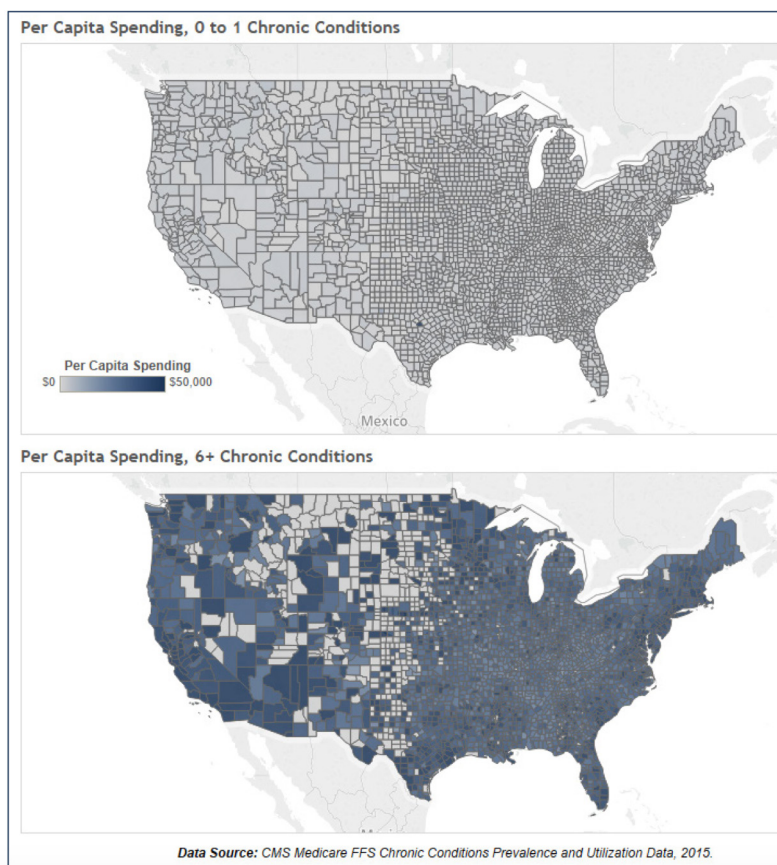 Per Capita Spending, 0 to 1 Chronic Conditions
Per Capita Spending
$0 $50,000
Mexico
Per Capita Spending, 6+ Chronic Conditions
Data Source: CMS Medicare FFS Chronic Conditions Prevalence and Utilization Data, 2015.